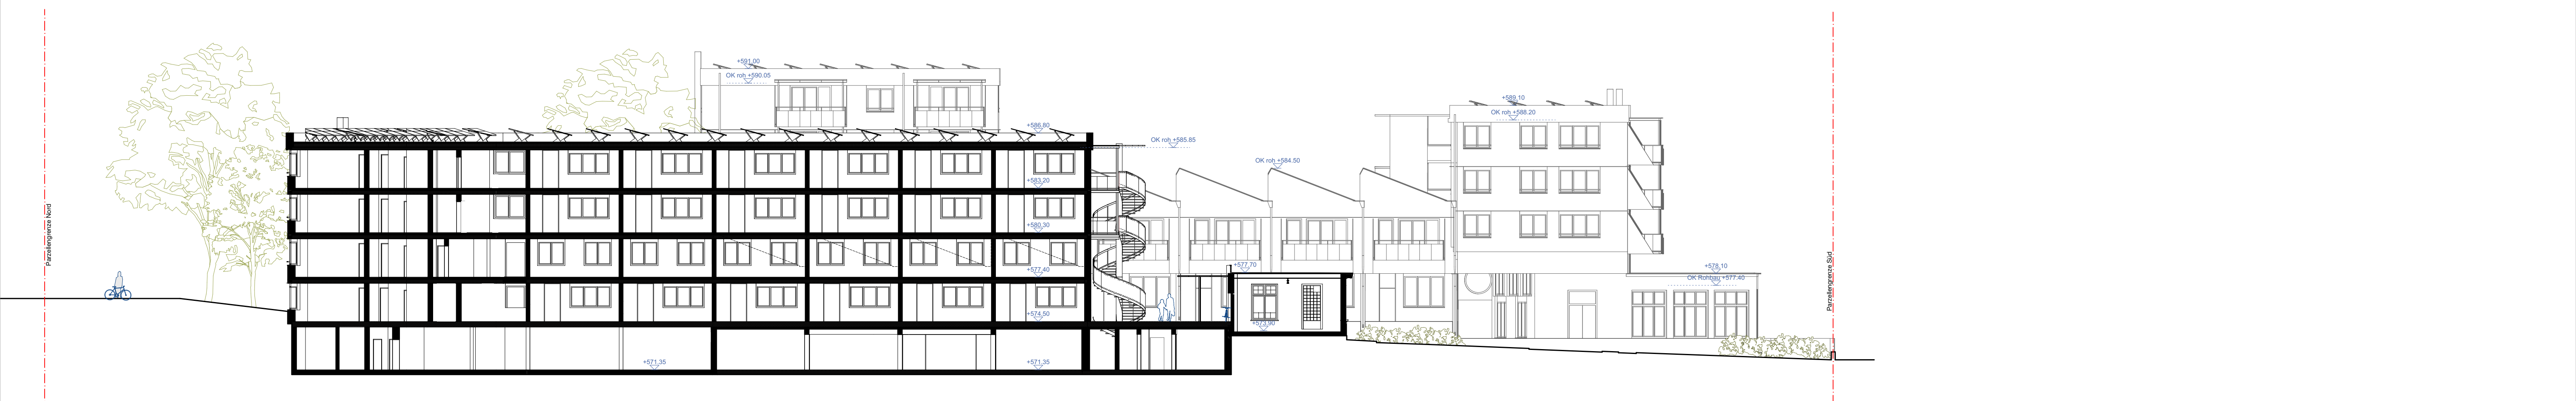 +591,00
OK roh +590.05
+589,10
OK roh +588.20
+586,80
OK roh +585.85
OK roh +584.50
+583,20
+580,30
+577,40
+577,70
+578,10
OK Rohbau +577.40
+574,50
+573,90
+571,35
+571,35
Parzellengrenze Nord
Parzellengrenze Süd